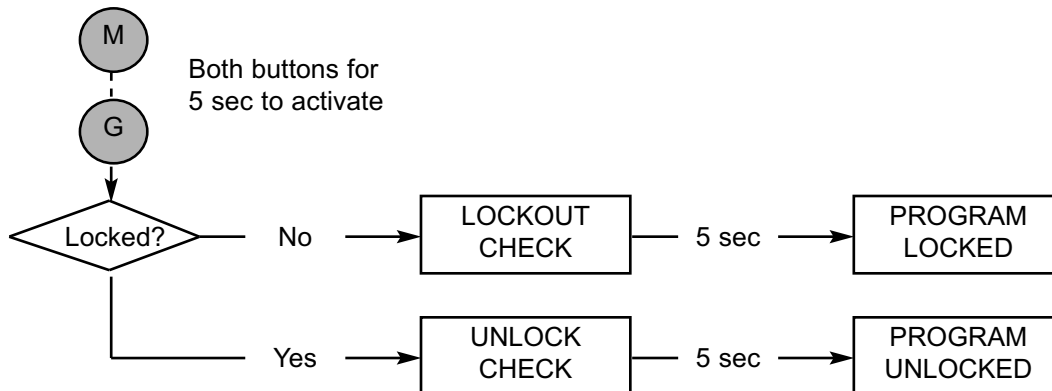 M
Both buttons for
5 sec to activate
G
Locked?
No
LOCKOUT
CHECK
5 sec
PROGRAM
LOCKED
Yes
UNLOCK
CHECK
5 sec
PROGRAM
UNLOCKED